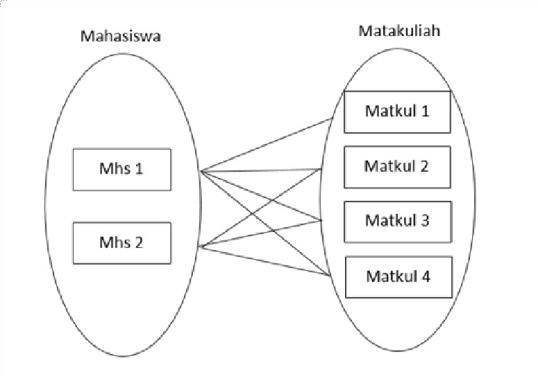 Mahasiswa
Matakuliah
Mhs 1
Mhs 2
Matkul 1
Matkul 2
Matkul 3
Matkul 4